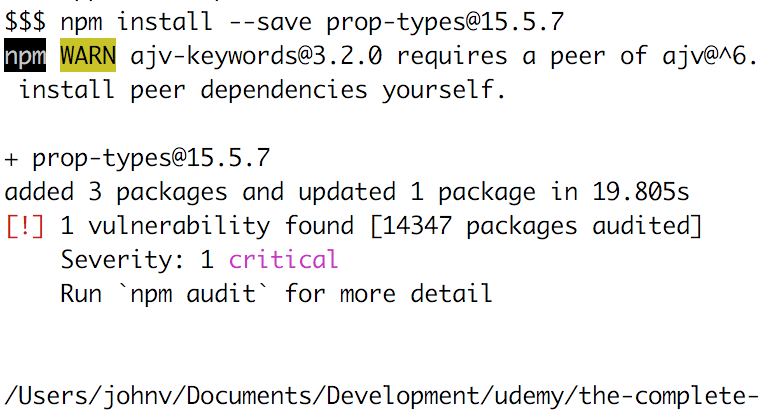 $$$ npm install --save prop-types@15.5.7
npm WARN ajv-keywords@3.2.0 requires a peer of ajv@^6.
install peer dependencies yourself.
+ prop-types@15.5.7
added 3 packages and updated 1 package in 19.805s
[!] 1 vulnerability found [14347 packages audited]
Severity: 1 critical
Run `npm audit` for more detail
/Users/johnv/Documents/Development/udemy/the-complete-